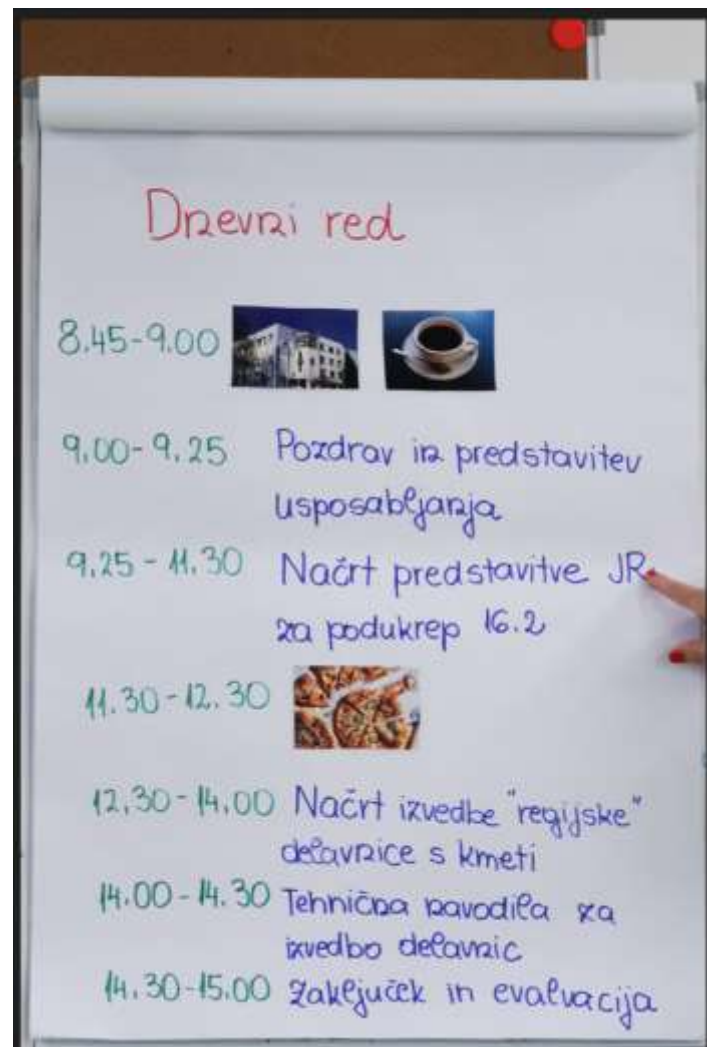 Dnevni red
8.45-9.00
9.00-9.25 Pozdrav in predstavitev
usposabljanja
9.25-11.30 Načrt predstavitve JR
za podukrep 16.2
11.30-12.30
12.30-14.00 Načrt izvedbe "regijske"
delavnice s kmeti
14.00-14.30 Tehnična navodila za
izvedbo delavnic
14.30-15.00 Zaključek in evalvacija